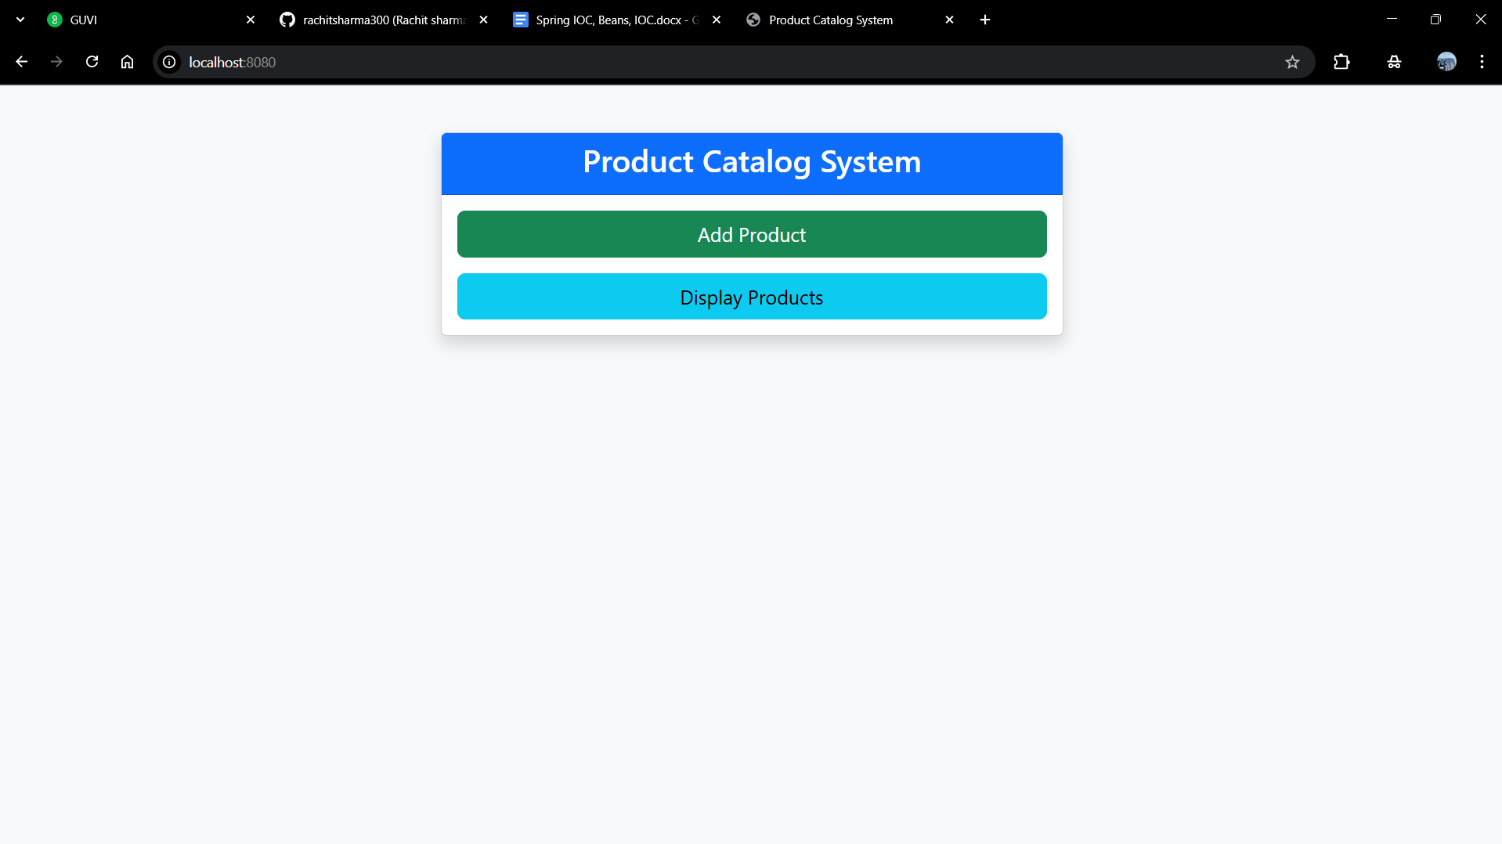 GUVI
rachitsharma300 (Rachit sharma
Spring IOC, Beans, IOC.docx - G
Product Catalog System
localhost:8080
Product Catalog System
Add Product
Display Products